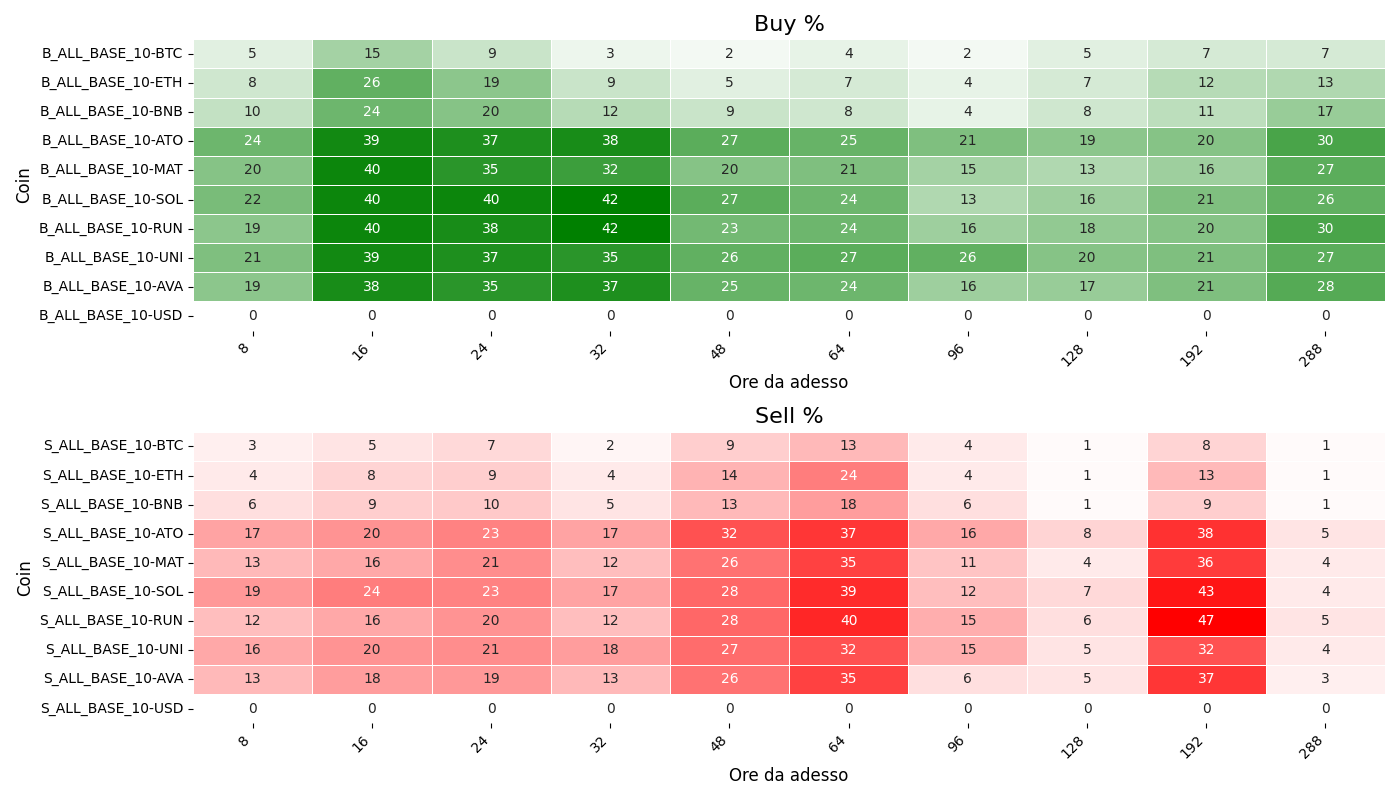 Buy %
Coin
B_ALL_BASE_10-BTC 5 15 9 3 2 4 2 5 7 7
B_ALL_BASE_10-ETH 8 26 19 9 5 7 4 7 12 13
B_ALL_BASE_10-BNB 10 24 20 12 9 8 4 8 11 17
B_ALL_BASE_10-ATO 24 39 37 38 27 25 21 19 20 30
B_ALL_BASE_10-MAT 20 40 35 32 20 21 15 13 16 27
B_ALL_BASE_10-SOL 22 40 40 42 27 24 13 16 21 26
B_ALL_BASE_10-RUN 19 40 38 42 23 24 16 18 20 30
B_ALL_BASE_10-UNI 21 39 37 35 26 27 26 20 21 27
B_ALL_BASE_10-AVA 19 38 35 37 25 24 16 17 21 28
B_ALL_BASE_10-USD 0 0 0 0 0 0 0 0 0 0
8 16 24 32 48 64 96 128 192 288
Ore da adesso
Sell %
Coin
S_ALL_BASE_10-BTC 3 5 7 2 9 13 4 1 8 1
S_ALL_BASE_10-ETH 4 8 9 4 14 24 4 1 13 1
S_ALL_BASE_10-BNB 6 9 10 5 13 18 6 1 9 1
S_ALL_BASE_10-ATO 17 20 23 17 32 37 16 8 38 5
S_ALL_BASE_10-MAT 13 16 21 12 26 35 11 4 36 4
S_ALL_BASE_10-SOL 19 24 23 17 28 39 12 7 43 4
S_ALL_BASE_10-RUN 12 16 20 12 28 40 15 6 47 5
S_ALL_BASE_10-UNI 16 20 21 18 27 32 15 5 32 4
S_ALL_BASE_10-AVA 13 18 19 13 26 35 6 5 37 3
S_ALL_BASE_10-USD 0 0 0 0 0 0 0 0 0 0
8 16 24 32 48 64 96 128 192 288
Ore da adesso